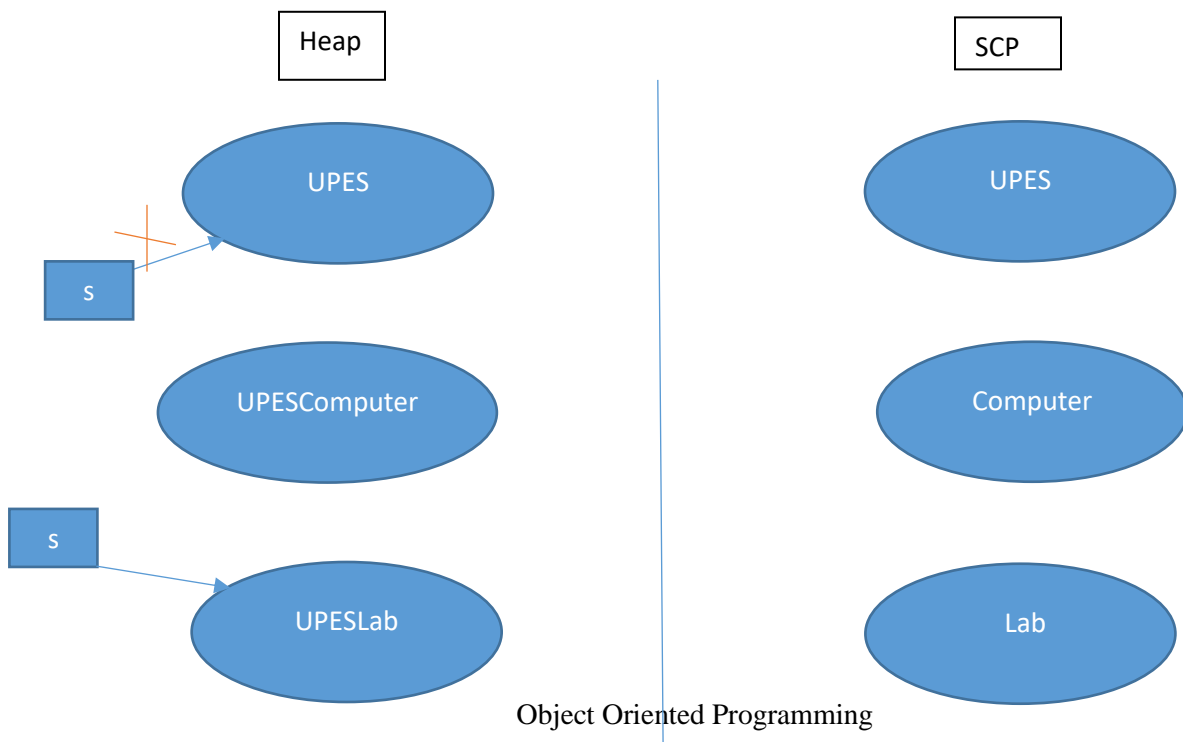 Heap
SCP
UPES
UPES
s
UPESComputer
Computer
s
UPESLab
Lab
Object Oriented Programming